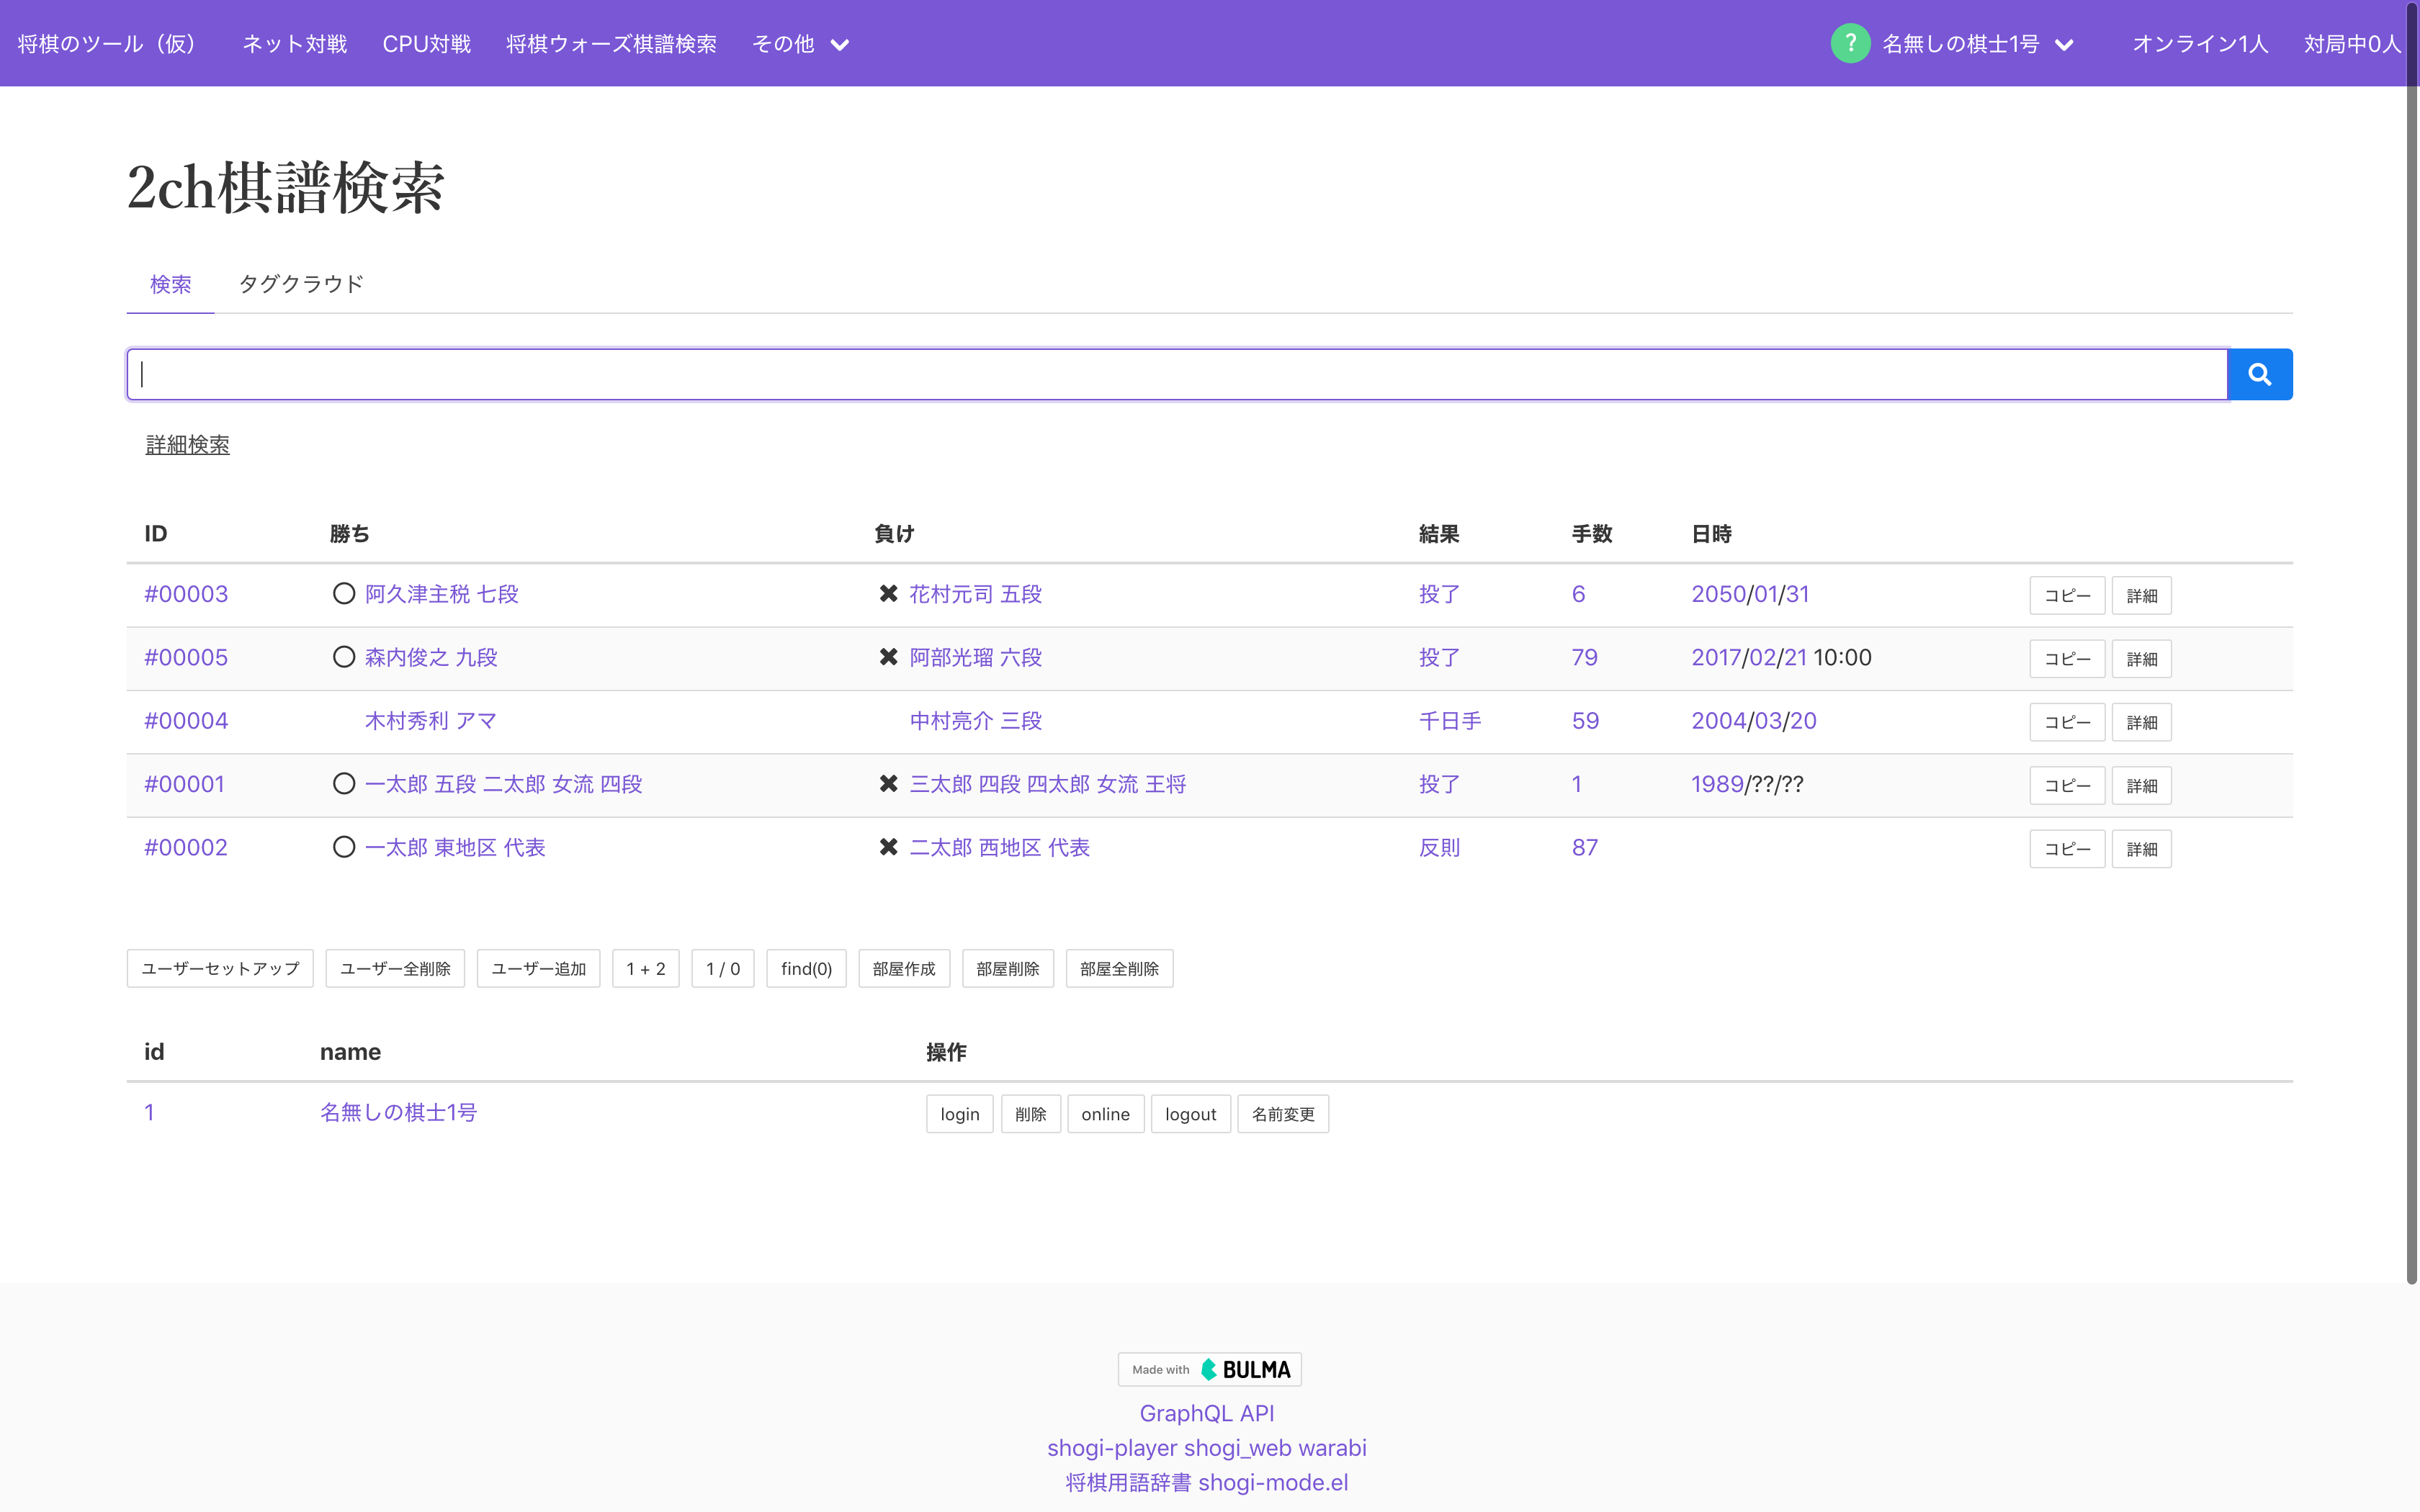 将棋のツール（仮） ネット対戦 CPU対戦 将棋ウォーズ棋譜検索 その他 ? 名無しの棋士1号 オンライン1人 対局中0人
2ch棋譜検索
検索 タグクラウド
詳細検索
ID 勝ち 負け 結果 手数 日時
#00003 阿久津主税 七段 花村元司 五段 投了 6 2050/01/31 コピー 詳細
#00005 森内俊之 九段 阿部光瑠 六段 投了 79 2017/02/21 10:00 コピー 詳細
#00004 木村秀利 アマ 中村亮介 三段 千日手 59 2004/03/20 コピー 詳細
#00001 一太郎 五段 二太郎 女流 四段 三太郎 四段 四太郎 女流 王将 投了 1 1989/??/?? コピー 詳細
#00002 一太郎 東地区 代表 二太郎 西地区 代表 反則 87 コピー 詳細
ユーザーセットアップ ユーザー全削除 ユーザー追加 1 + 2 1 / 0 find(0) 部屋作成 部屋削除 部屋全削除
id name 操作
1 名無しの棋士1号 login 削除 online logout 名前変更
Made with BULMA
GraphQL API
shogi-player shogi_web warabi
将棋用語辞書 shogi-mode.el